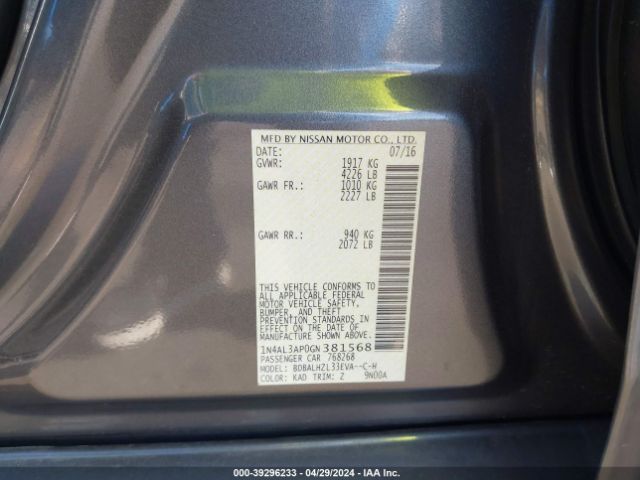 MFD BY NISSAN MOTOR CO., LTD.
DATE: 07/16
GVWR: 1917 KG
4226 LB
GAWR FR.: 1010 KG
2227 LB
GAWR RR.: 940 KG
2072 LB
THIS VEHICLE CONFORMS TO
ALL APPLICABLE FEDERAL
MOTOR VEHICLE SAFETY,
BUMPER, AND THEFT
PREVENTION STANDARDS IN
EFFECT ON THE DATE OF
MANUFACTURE SHOWN ABOVE.
1N4AL3AP0GN381568
PASSENGER CAR 768268
MODEL: BDBALHZL33EVA--C-H
COLOR: KAD TRIM: Z 9N00A
000-39296233 - 04/29/2024 - IAA Inc.